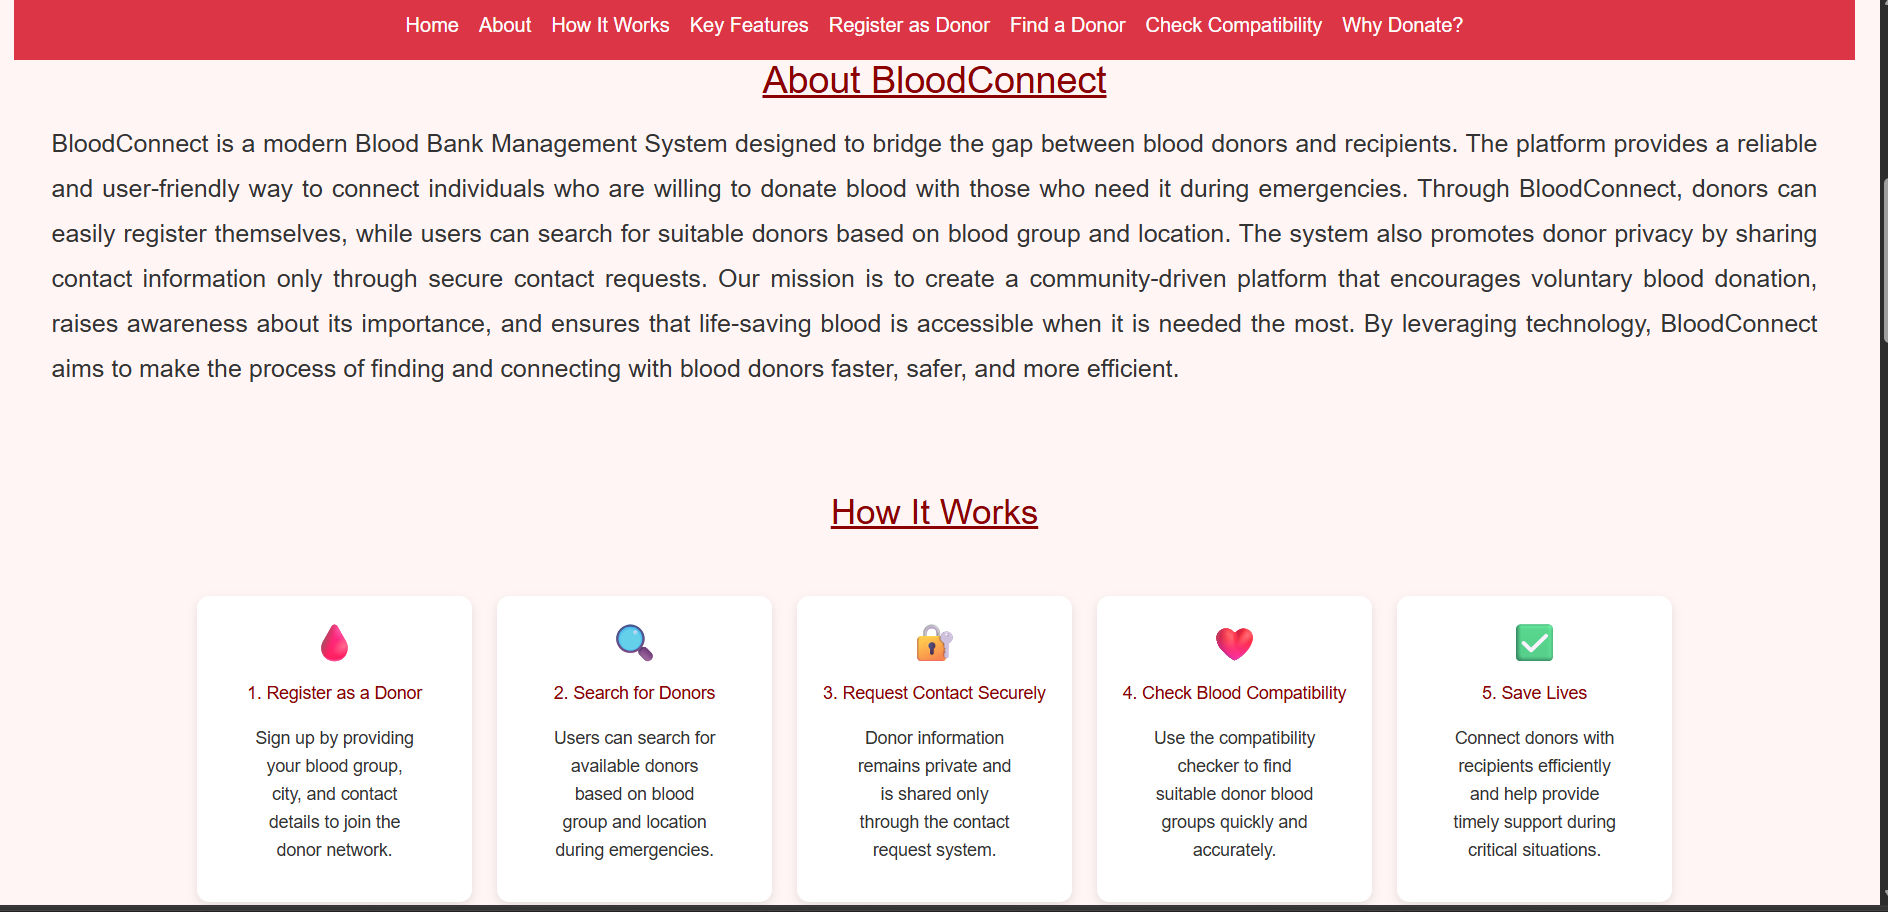 Home About How It Works Key Features Register as Donor Find a Donor Check Compatibility Why Donate?
About BloodConnect
BloodConnect is a modern Blood Bank Management System designed to bridge the gap between blood donors and recipients. The platform provides a reliable
and user-friendly way to connect individuals who are willing to donate blood with those who need it during emergencies. Through BloodConnect, donors can
easily register themselves, while users can search for suitable donors based on blood group and location. The system also promotes donor privacy by sharing
contact information only through secure contact requests. Our mission is to create a community-driven platform that encourages voluntary blood donation,
raises awareness about its importance, and ensures that life-saving blood is accessible when it is needed the most. By leveraging technology, BloodConnect
aims to make the process of finding and connecting with blood donors faster, safer, and more efficient.
How It Works
1. Register as a Donor
Sign up by providing
your blood group,
city, and contact
details to join the
donor network.
2. Search for Donors
Users can search for
available donors
based on blood
group and location
during emergencies.
3. Request Contact Securely
Donor information
remains private and
is shared only
through the contact
request system.
4. Check Blood Compatibility
Use the compatibility
checker to find
suitable donor blood
groups quickly and
accurately.
5. Save Lives
Connect donors with
recipients efficiently
and help provide
timely support during
critical situations.